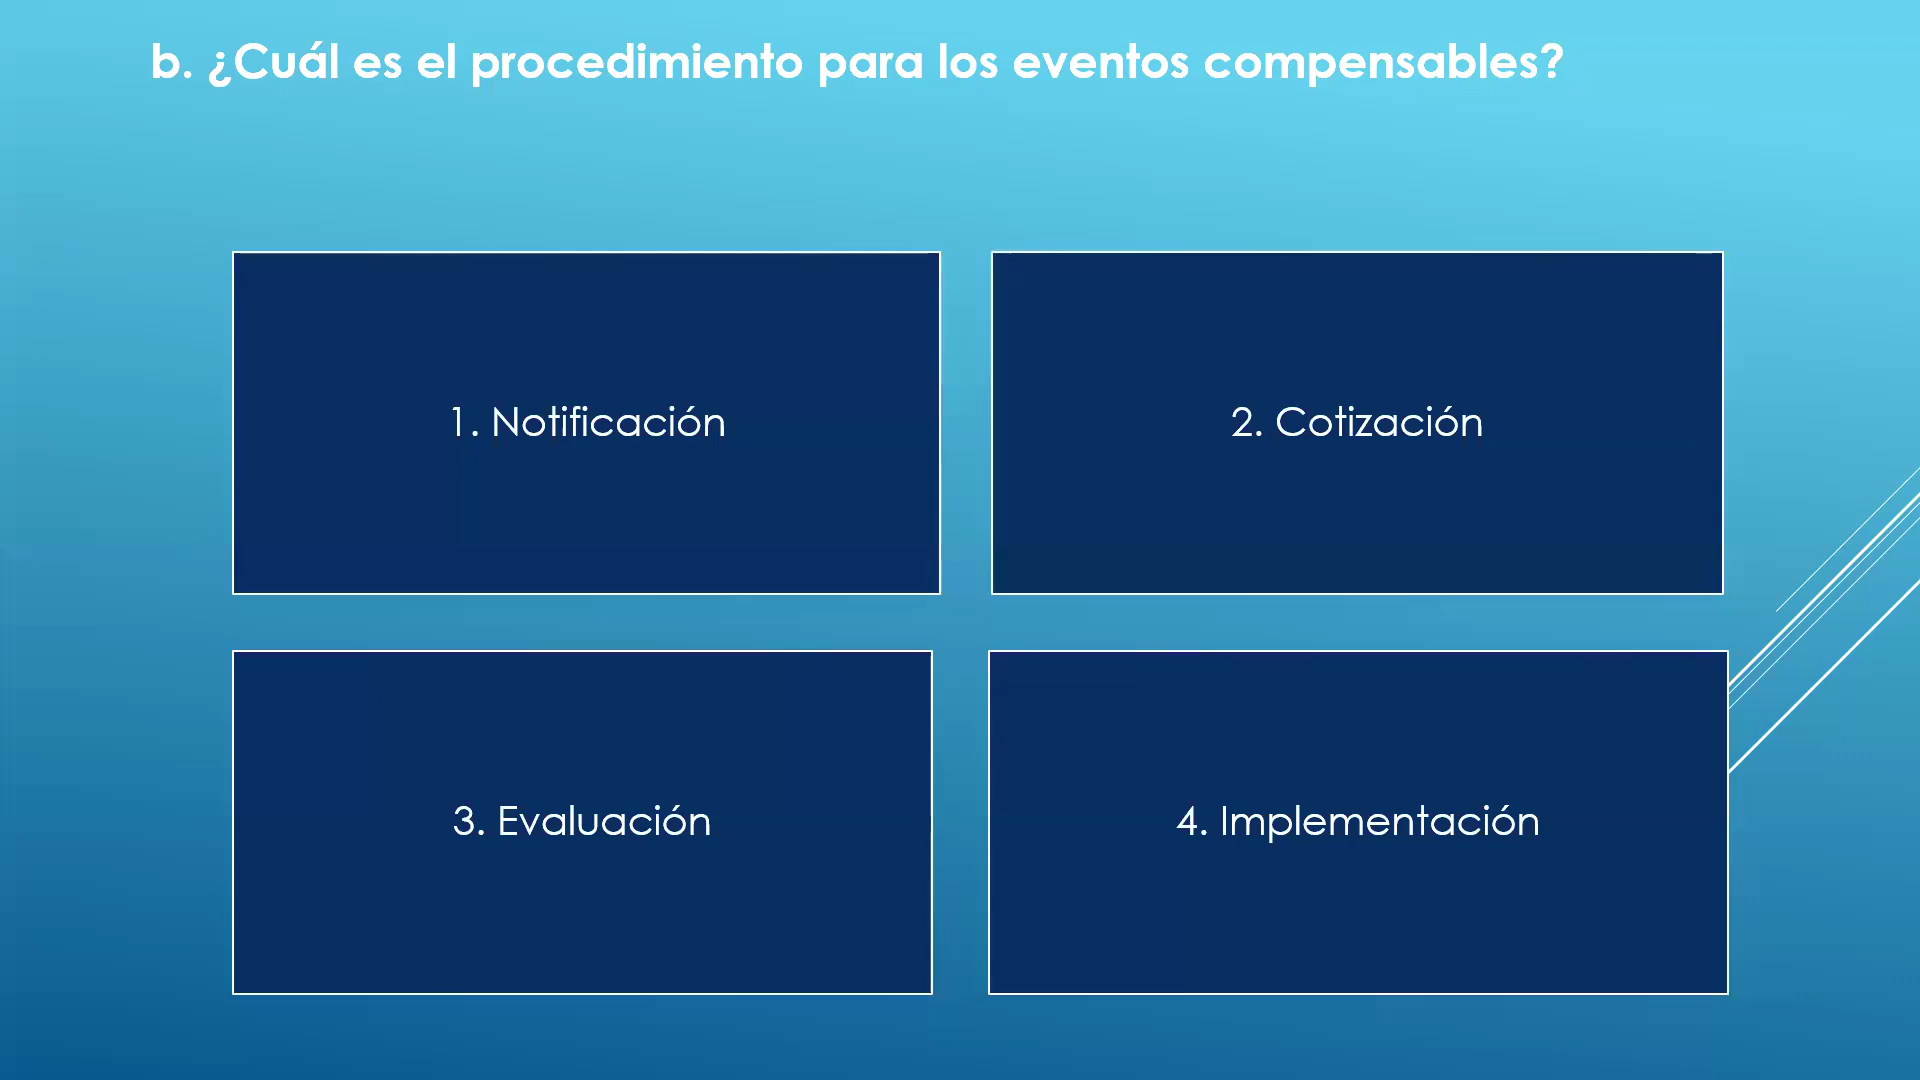 b. ¿Cuál es el procedimiento para los eventos compensables?
1. Notificación
2. Cotización
3. Evaluación
4. Implementación